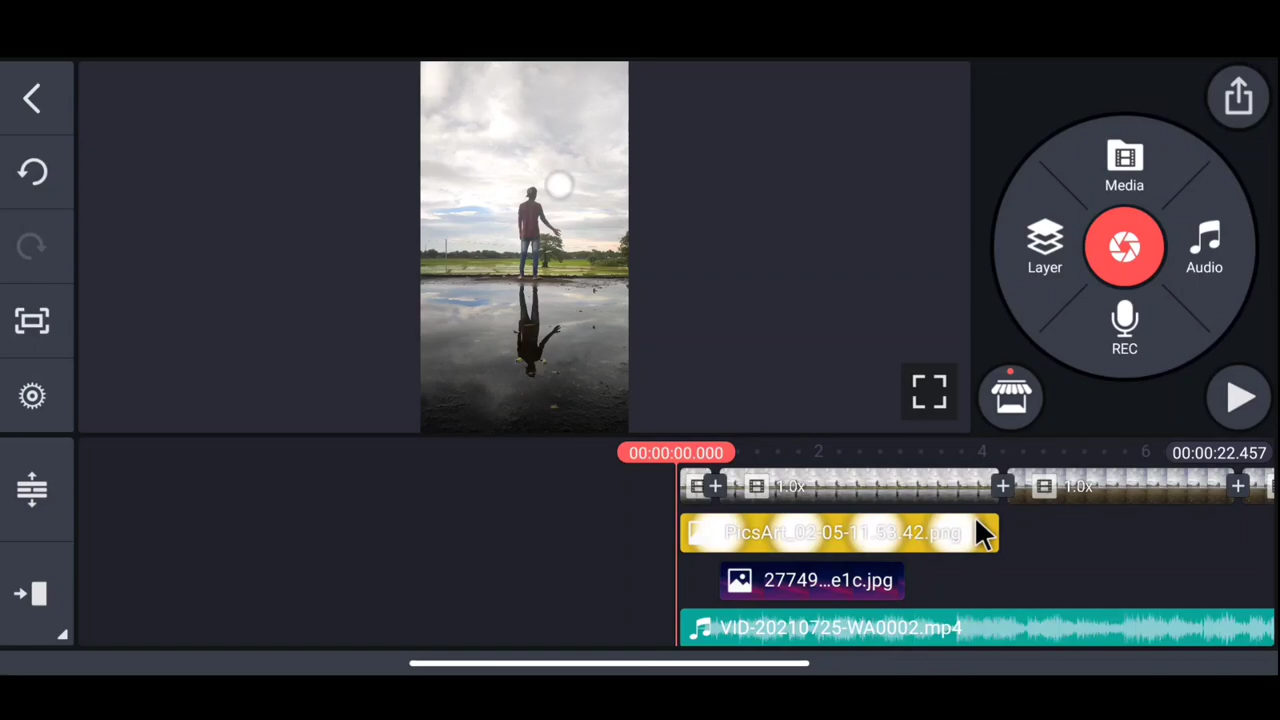 Media
Layer
Audio
REC
00:00:00.000
2
4
6
00:00:22.457
1.0x
1.0x
PicsArt_02-05-11.53.42.png
27749...e1c.jpg
VID-20210725-WA0002.mp4